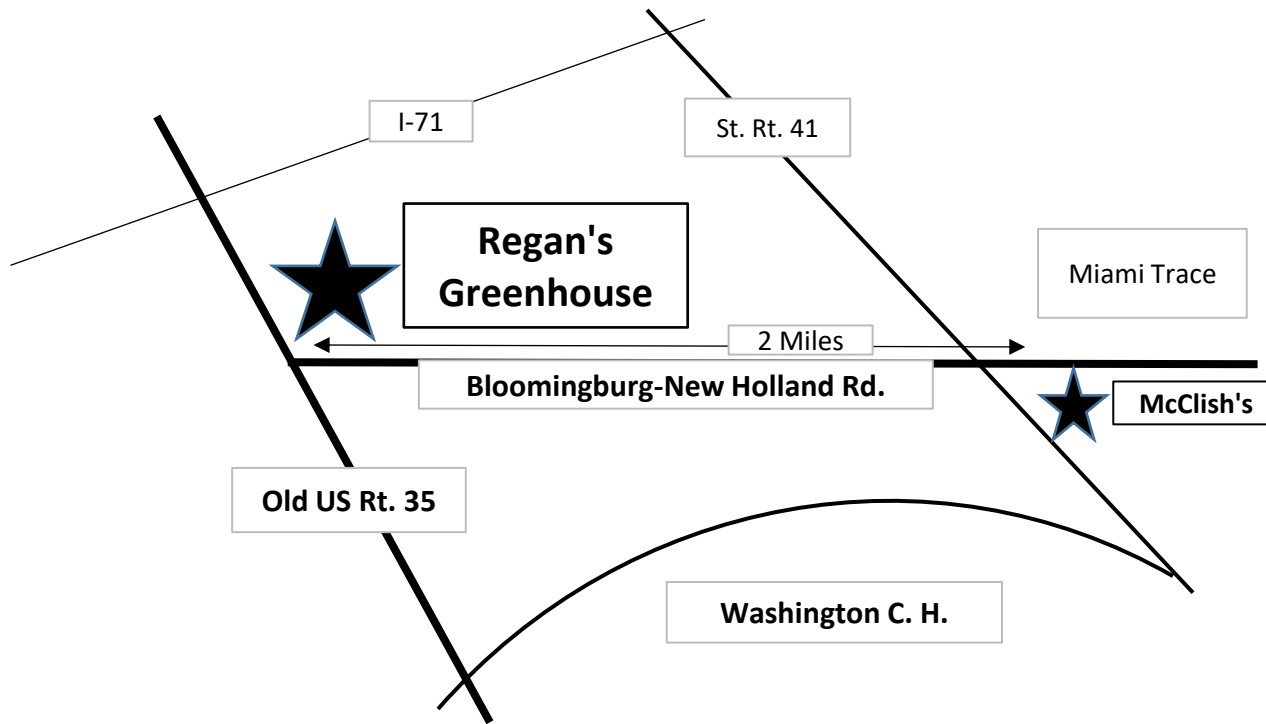 I-71
St. Rt. 41
Regan's
Greenhouse
Miami Trace
2 Miles
Bloomingburg-New Holland Rd.
McClish's
Old US Rt. 35
Washington C. H.